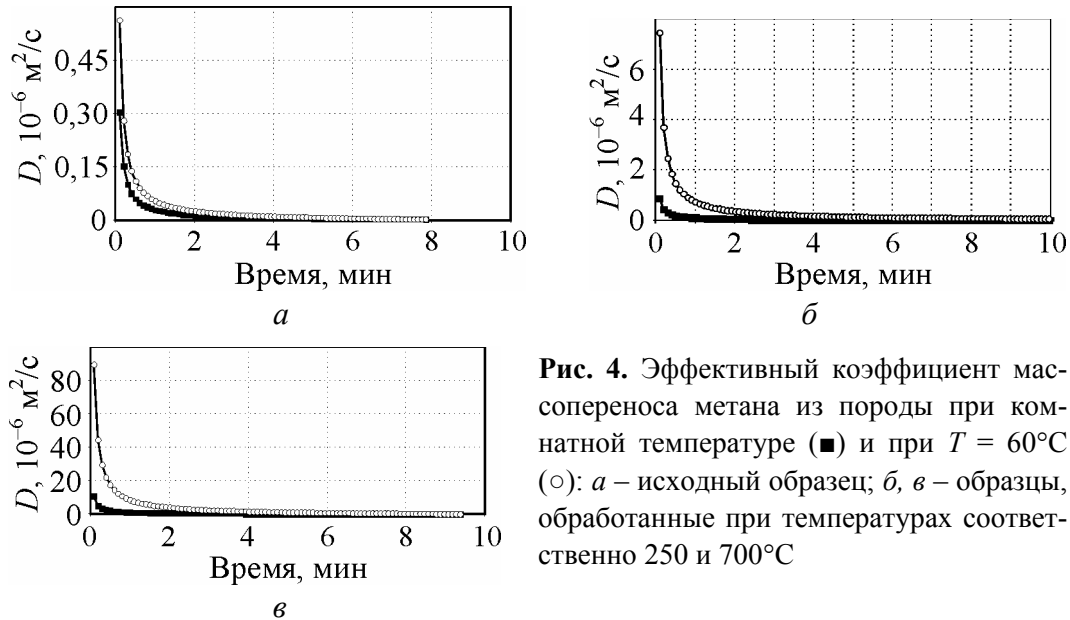 D, 10⁻⁶ м²/с
0,45
0,30
0,15
0
0 2 4 6 8 10
Время, мин
а
D, 10⁻⁶ м²/с
6
4
2
0
0 2 4 6 8 10
Время, мин
б
D, 10⁻⁶ м²/с
80
60
40
20
0
0 2 4 6 8 10
Время, мин
в
Рис. 4. Эффективный коэффициент мас-
сопереноса метана из породы при ком-
натной температуре (■) и при T = 60°C
(○): а – исходный образец; б, в – образцы,
обработанные при температурах соответ-
ственно 250 и 700°C